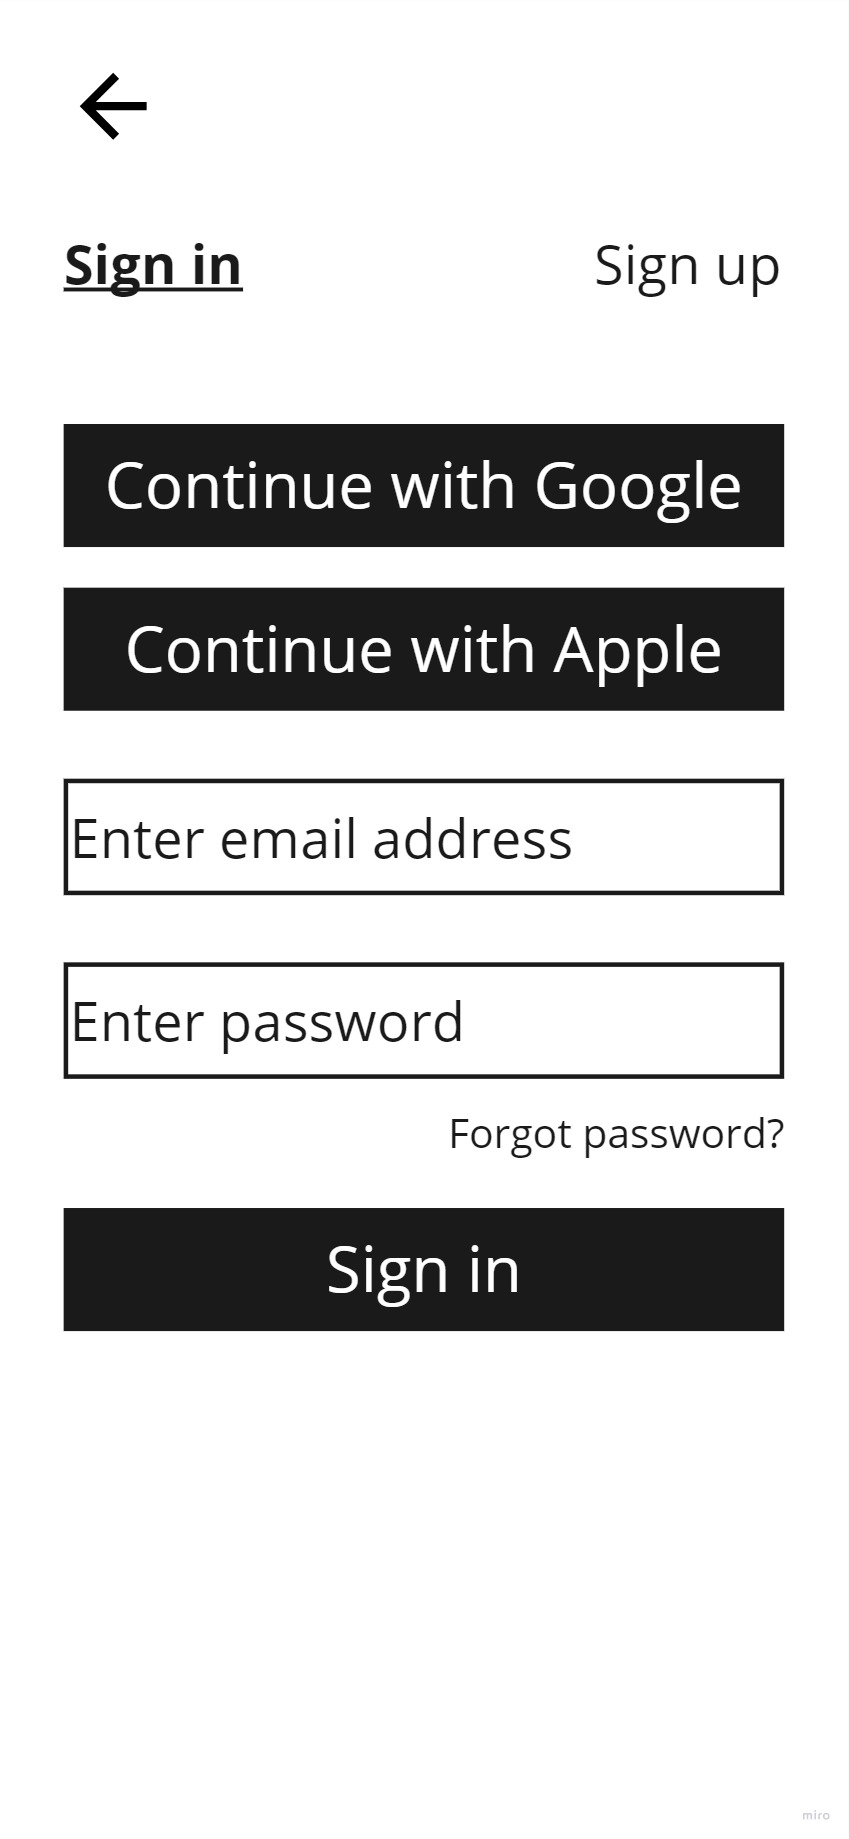 Sign in
Sign up
Continue with Google
Continue with Apple
Enter email address
Enter password
Forgot password?
Sign in
miro